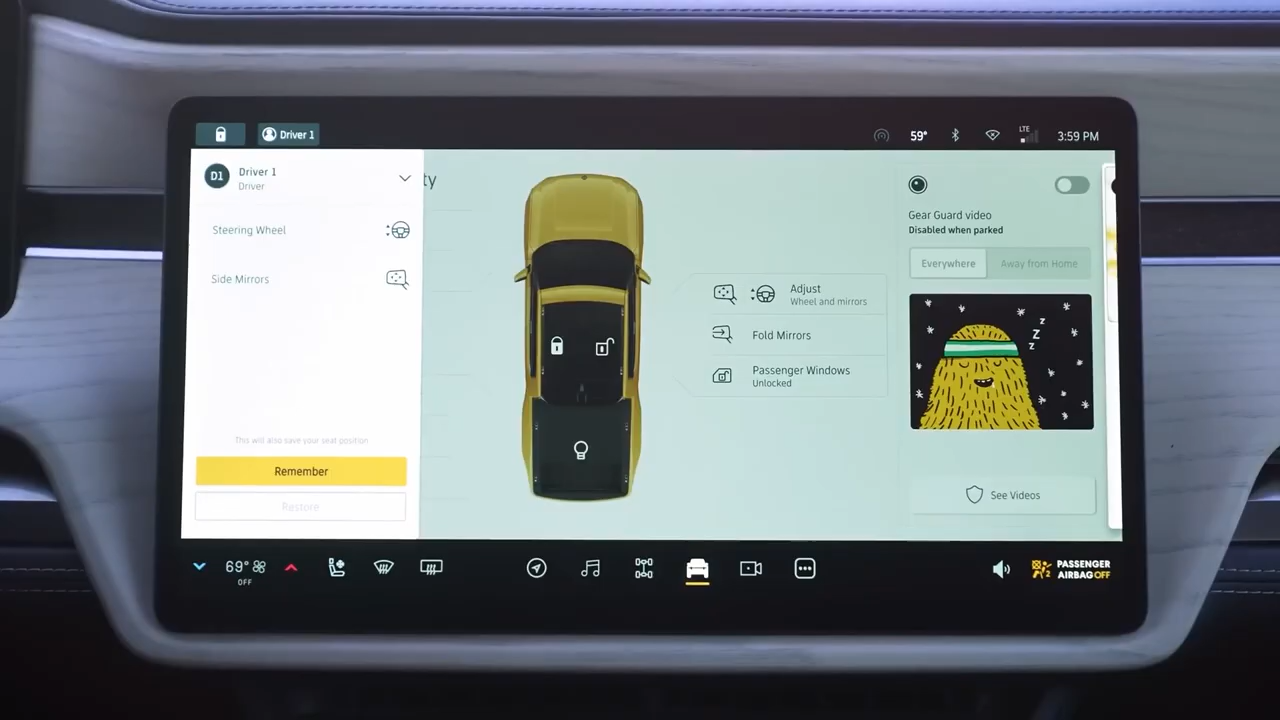 Driver 1
59°
LTE
3:59 PM
D1
Driver 1
Driver
Steering Wheel
Side Mirrors
This will also save your seat position
Remember
Restore
ty
Adjust
Wheel and mirrors
Fold Mirrors
Passenger Windows
Unlocked
Gear Guard video
Disabled when parked
Everywhere
Away from Home
Z
Z
Z
See Videos
69°
OFF
2
PASSENGER
AIRBAG OFF